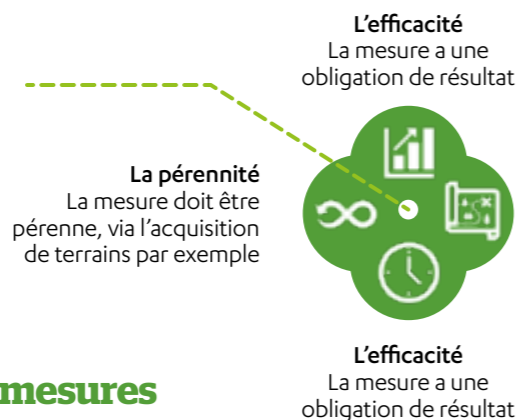 L'efficacité
La mesure a une
obligation de résultat
La pérennité
La mesure doit être
pérenne, via l'acquisition
de terrains par exemple
L'efficacité
La mesure a une
obligation de résultat
mesures